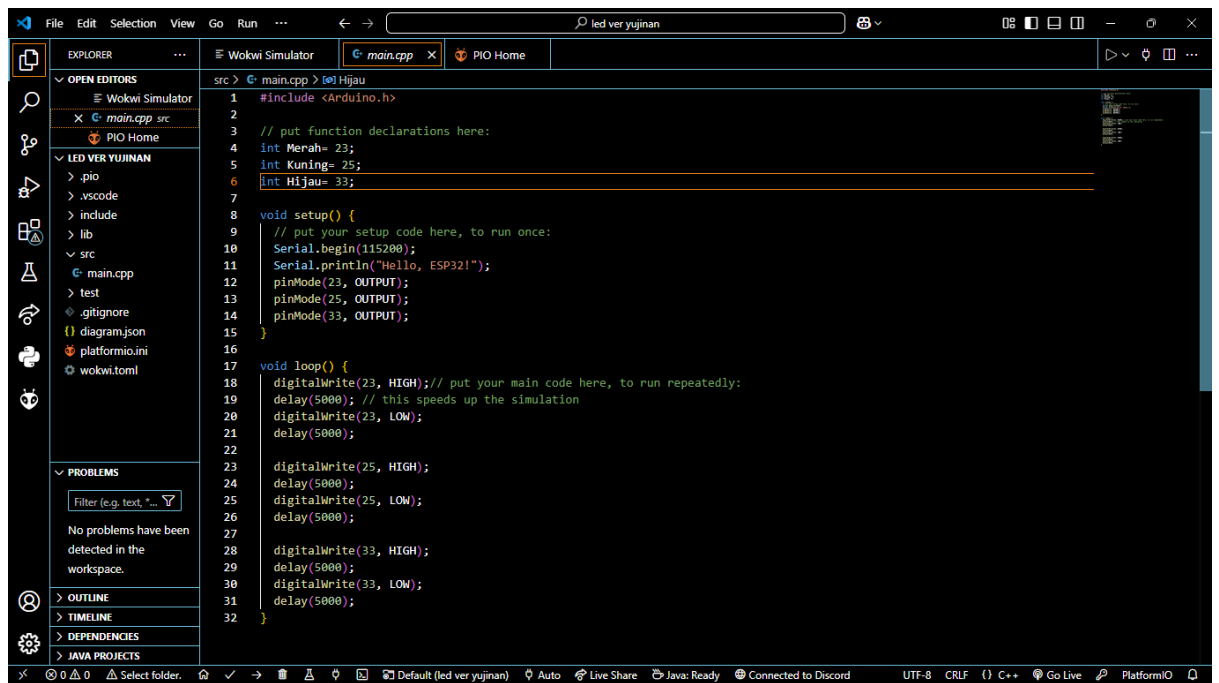 File Edit Selection View Go Run ··· led ver yujinan
EXPLORER ···
OPEN EDITORS
Wokwi Simulator
main.cpp src
PIO Home
LED VER YUJINAN
.pio
.vscode
include
lib
src
main.cpp
test
.gitignore
diagram.json
platformio.ini
wokwi.toml
PROBLEMS
Filter (e.g. text, *...
No problems have been
detected in the
workspace.
OUTLINE
TIMELINE
DEPENDENCIES
JAVA PROJECTS
Wokwi Simulator main.cpp PIO Home
src > main.cpp > Hijau
1 #include <Arduino.h>
2
3 // put function declarations here:
4 int Merah= 23;
5 int Kuning= 25;
6 int Hijau= 33;
7
8 void setup() {
9 // put your setup code here, to run once:
10 Serial.begin(115200);
11 Serial.println("Hello, ESP32!");
12 pinMode(23, OUTPUT);
13 pinMode(25, OUTPUT);
14 pinMode(33, OUTPUT);
15 }
16
17 void loop() {
18 digitalWrite(23, HIGH);// put your main code here, to run repeatedly:
19 delay(5000); // this speeds up the simulation
20 digitalWrite(23, LOW);
21 delay(5000);
22
23 digitalWrite(25, HIGH);
24 delay(5000);
25 digitalWrite(25, LOW);
26 delay(5000);
27
28 digitalWrite(33, HIGH);
29 delay(5000);
30 digitalWrite(33, LOW);
31 delay(5000);
32 }
0 0 Select folder. Default (led ver yujinan) Auto Live Share Java: Ready Connected to Discord UTF-8 CRLF {} C++ Go Live PlatformIO